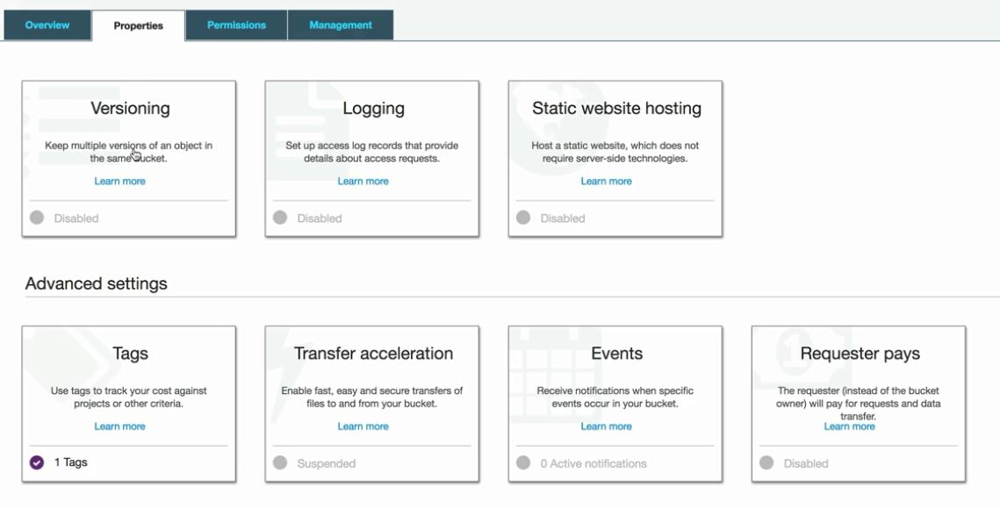 Overview
Properties
Permissions
Management
Versioning
Keep multiple versions of an object in
the same bucket.
Learn more
Disabled
Logging
Set up access log records that provide
details about access requests.
Learn more
Disabled
Static website hosting
Host a static website, which does not
require server-side technologies.
Learn more
Disabled
Advanced settings
Tags
Use tags to track your cost against
projects or other criteria.
Learn more
1 Tags
Transfer acceleration
Enable fast, easy and secure transfers of
files to and from your bucket.
Learn more
Suspended
Events
Receive notifications when specific
events occur in your bucket.
Learn more
0 Active notifications
Requester pays
The requester (instead of the bucket
owner) will pay for requests and data
transfer.
Learn more
Disabled